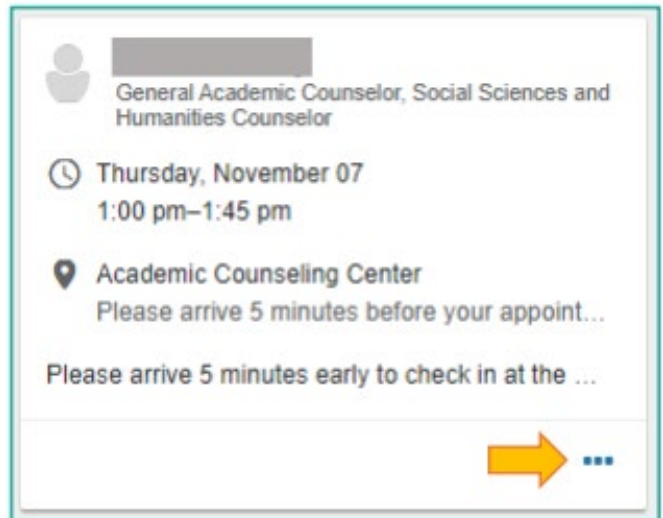 General Academic Counselor, Social Sciences and
Humanities Counselor
Thursday, November 07
1:00 pm–1:45 pm
Academic Counseling Center
Please arrive 5 minutes before your appoint...
Please arrive 5 minutes early to check in at the ...